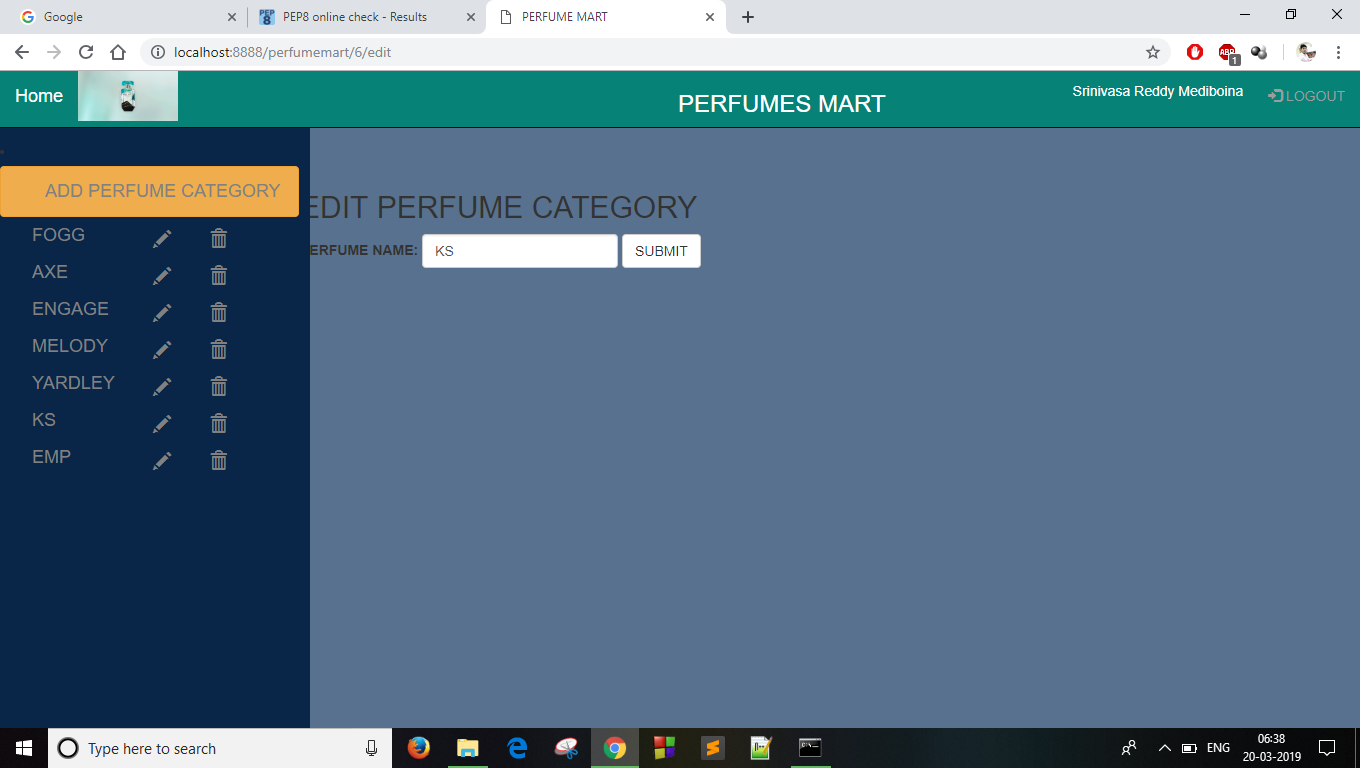 Google
PEP8 online check - Results
PERFUME MART
localhost:8888/perfumemart/6/edit
ABP
1
Home
PERFUMES MART
Srinivasa Reddy Mediboina
LOGOUT
ADD PERFUME CATEGORY
FOGG
AXE
ENGAGE
MELODY
YARDLEY
KS
EMP
EDIT PERFUME CATEGORY
ERFUME NAME:
KS
SUBMIT
Type here to search
ENG
06:38
20-03-2019